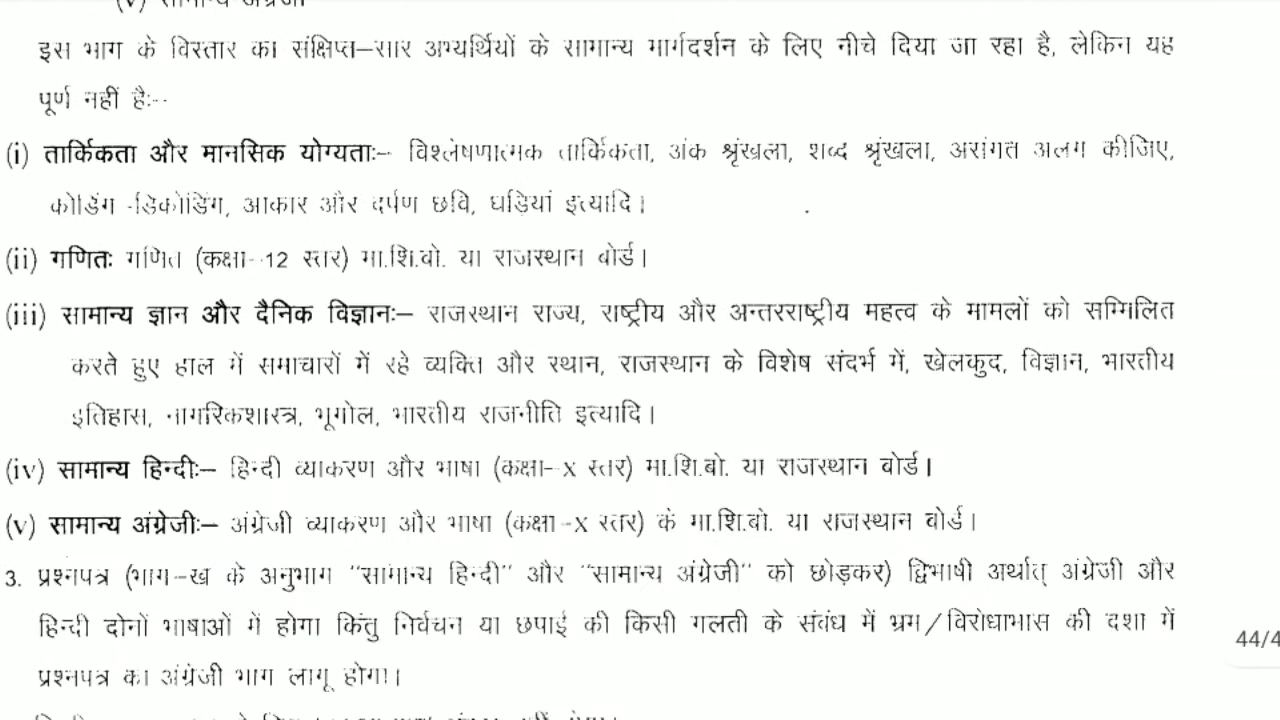 (v) सामान्य अंग्रेजी
इस भाग के विस्तार का संक्षिप्त–सार अभ्यर्थियों के सामान्य मार्गदर्शन के लिए नीचे दिया जा रहा है, लेकिन यह
पूर्ण नहीं है:--
(i) तार्किकता और मानसिक योग्यताः– विश्लेषणात्मक तार्किकता, अंक श्रृंखला, शब्द श्रृंखला, असंगत अलग कीजिए,
कोडिंग -डिकोडिंग, आकार और दर्पण छवि, घड़ियां इत्यादि।
(ii) गणितः गणित (कक्षा- 12 स्तर) मा.शि.बो. या राजस्थान बोर्ड।
(iii) सामान्य ज्ञान और दैनिक विज्ञानः– राजस्थान राज्य, राष्ट्रीय और अन्तरराष्ट्रीय महत्व के मामलों को सम्मिलित
करते हुए हाल में समाचारों में रहे व्यक्ति और स्थान, राजस्थान के विशेष संदर्भ में, खेलकुद, विज्ञान, भारतीय
इतिहास, नागरिकशास्त्र, भूगोल, भारतीय राजनीति इत्यादि।
(iv) सामान्य हिन्दीः– हिन्दी व्याकरण और भाषा (कक्षा– x स्तर) मा.शि.बो. या राजस्थान बोर्ड।
(v) सामान्य अंग्रेजीः– अंग्रेजी व्याकरण और भाषा (कक्षा -x स्तर) के मा.शि.बो. या राजस्थान बोर्ड।
3. प्रश्नपत्र (भाग–ख के अनुभाग "सामान्य हिन्दी" और "सामान्य अंग्रेजी" को छोड़कर) द्विभाषी अर्थात् अंग्रेजी और
हिन्दी दोनों भाषाओं में होगा किंतु निर्वचन या छपाई की किसी गलती के संबंध में भ्रम/विरोधाभास की दशा में
प्रश्नपत्र का अंग्रेजी भाग लागू होगा।
44/4